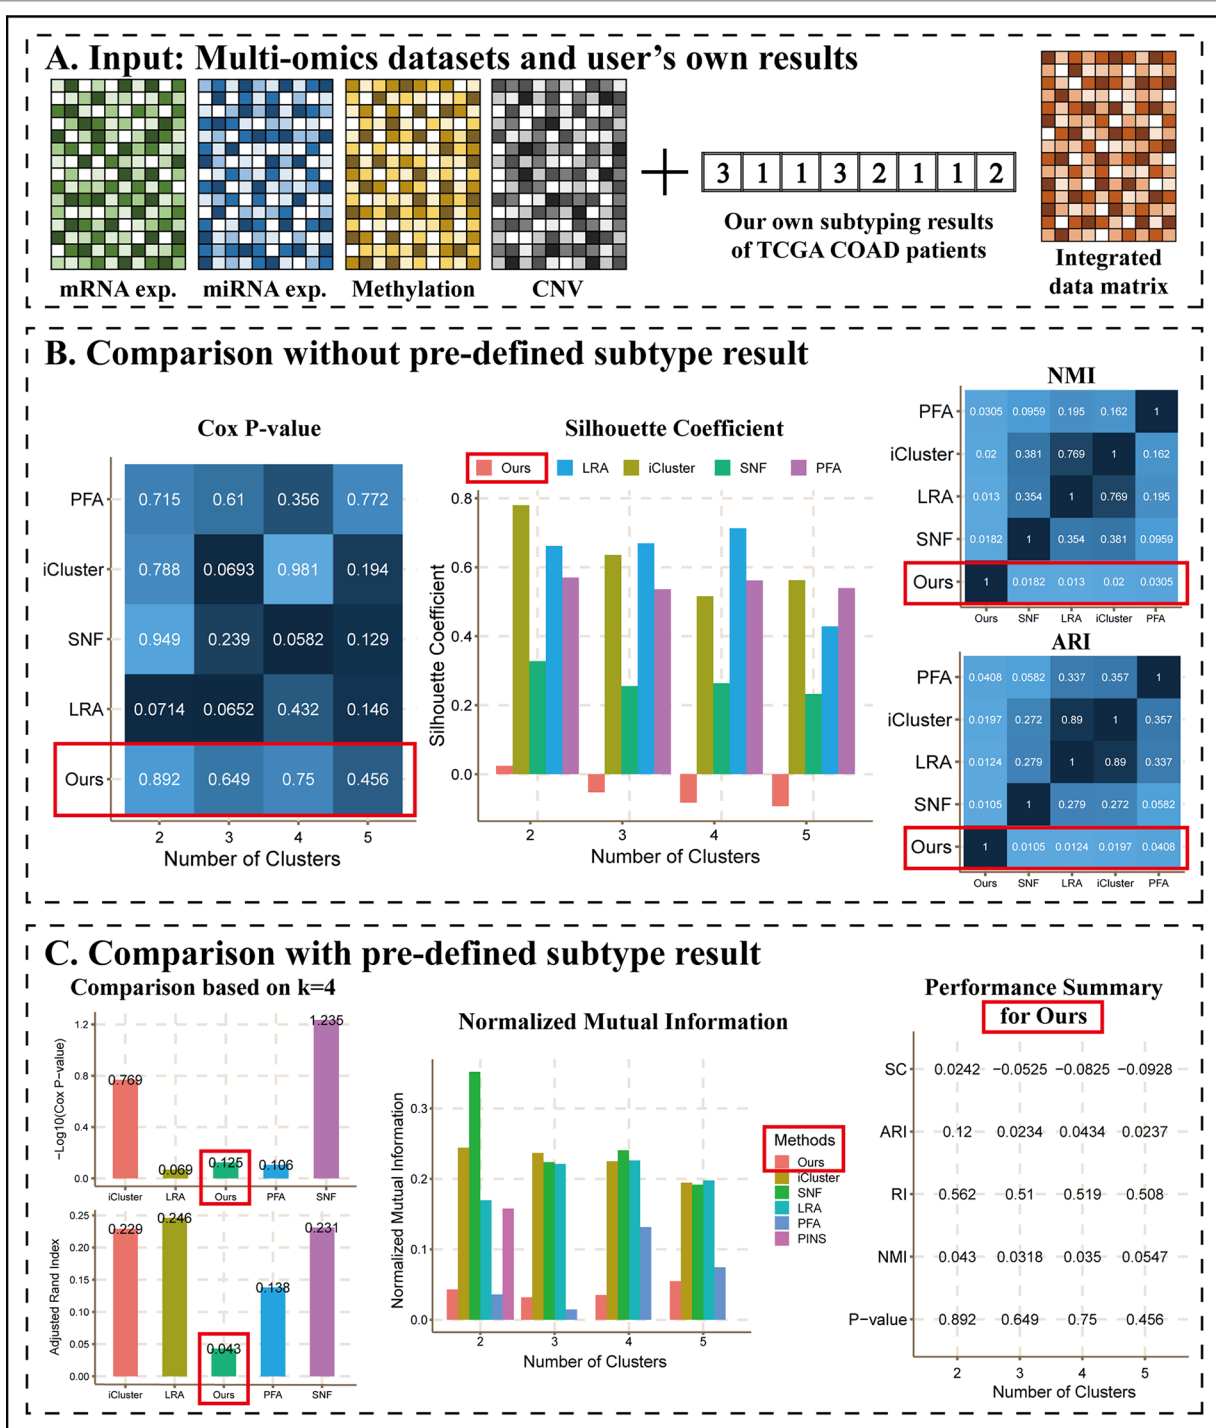 A. Input: Multi-omics datasets and user's own results
mRNA exp.
miRNA exp.
Methylation
CNV
3 1 1 3 2 1 1 2
Our own subtyping results
of TCGA COAD patients
Integrated
data matrix
B. Comparison without pre-defined subtype result
Cox P-value
PFA 0.715 0.61 0.356 0.772
iCluster 0.788 0.0693 0.981 0.194
SNF 0.949 0.239 0.0582 0.129
LRA 0.0714 0.0652 0.432 0.146
Ours 0.892 0.649 0.75 0.456
2 3 4 5
Number of Clusters
Silhouette Coefficient
Ours LRA iCluster SNF PFA
Silhouette Coefficient
0.8
0.6
0.4
0.2
0.0
2 3 4 5
Number of Clusters
NMI
PFA 0.0305 0.0959 0.195 0.162 1
iCluster 0.02 0.381 0.769 1 0.162
LRA 0.013 0.354 1 0.769 0.195
SNF 0.0182 1 0.354 0.381 0.0959
Ours 1 0.0182 0.013 0.02 0.0305
Ours SNF LRA iCluster PFA
ARI
PFA 0.0408 0.0582 0.337 0.357 1
iCluster 0.0197 0.272 0.89 1 0.357
LRA 0.0124 0.279 1 0.89 0.337
SNF 0.0105 1 0.279 0.272 0.0582
Ours 1 0.0105 0.0124 0.0197 0.0408
Ours SNF LRA iCluster PFA
C. Comparison with pre-defined subtype result
Comparison based on k=4
−Log10(Cox P-value)
1.2
0.8
0.4
0.0
0.769 0.069 0.125 0.106 1.235
iCluster LRA Ours PFA SNF
Adjusted Rand Index
0.25
0.20
0.15
0.10
0.05
0.00
0.229 0.246 0.043 0.138 0.231
iCluster LRA Ours PFA SNF
Normalized Mutual Information
Normalized Mutual Information
0.3
0.2
0.1
0.0
2 3 4 5
Number of Clusters
Methods
Ours
iCluster
SNF
LRA
PFA
PINS
Performance Summary
for Ours
SC 0.0242 −0.0525 −0.0825 −0.0928
ARI 0.12 0.0234 0.0434 0.0237
RI 0.562 0.51 0.519 0.508
NMI 0.043 0.0318 0.035 0.0547
P−value 0.892 0.649 0.75 0.456
2 3 4 5
Number of Clusters